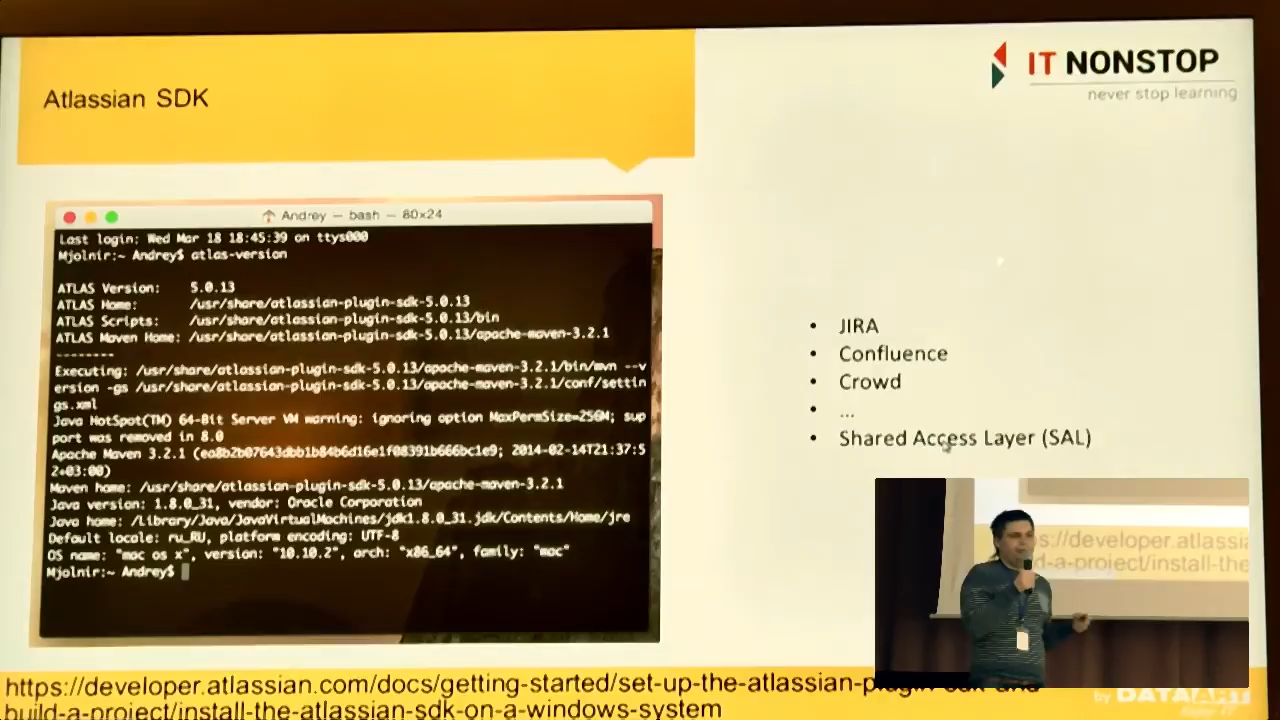 Atlassian SDK
IT NONSTOP
never stop learning
Andrey — bash — 80x24
Last login: Wed Mar 18 18:45:39 on ttys000
Mjolnir:~ Andrey$ atlas-version
ATLAS Version: 5.0.13
ATLAS Home: /usr/share/atlassian-plugin-sdk-5.0.13
ATLAS Scripts: /usr/share/atlassian-plugin-sdk-5.0.13/bin
ATLAS Maven Home: /usr/share/atlassian-plugin-sdk-5.0.13/apache-maven-3.2.1
--------
Executing: /usr/share/atlassian-plugin-sdk-5.0.13/apache-maven-3.2.1/bin/mvn --v
ersion -gs /usr/share/atlassian-plugin-sdk-5.0.13/apache-maven-3.2.1/conf/settin
gs.xml
Java HotSpot(TM) 64-Bit Server VM warning: ignoring option MaxPermSize=256M; sup
port was removed in 8.0
Apache Maven 3.2.1 (ea8b2b07643dbb1b84b6d16e1f08391b666bc1e9; 2014-02-14T21:37:5
2+03:00)
Maven home: /usr/share/atlassian-plugin-sdk-5.0.13/apache-maven-3.2.1
Java version: 1.8.0_31, vendor: Oracle Corporation
Java home: /Library/Java/JavaVirtualMachines/jdk1.8.0_31.jdk/Contents/Home/jre
Default locale: ru_RU, platform encoding: UTF-8
OS name: "mac os x", version: "10.10.2", arch: "x86_64", family: "mac"
Mjolnir:~ Andrey$
• JIRA
• Confluence
• Crowd
• ...
• Shared Access Layer (SAL)
s://developer.atlassia
d-a-project/install-the
https://developer.atlassian.com/docs/getting-started/set-up-the-atlassian-plugin-sdk-and-
build-a-project/install-the-atlassian-sdk-on-a-windows-system
by DATAART